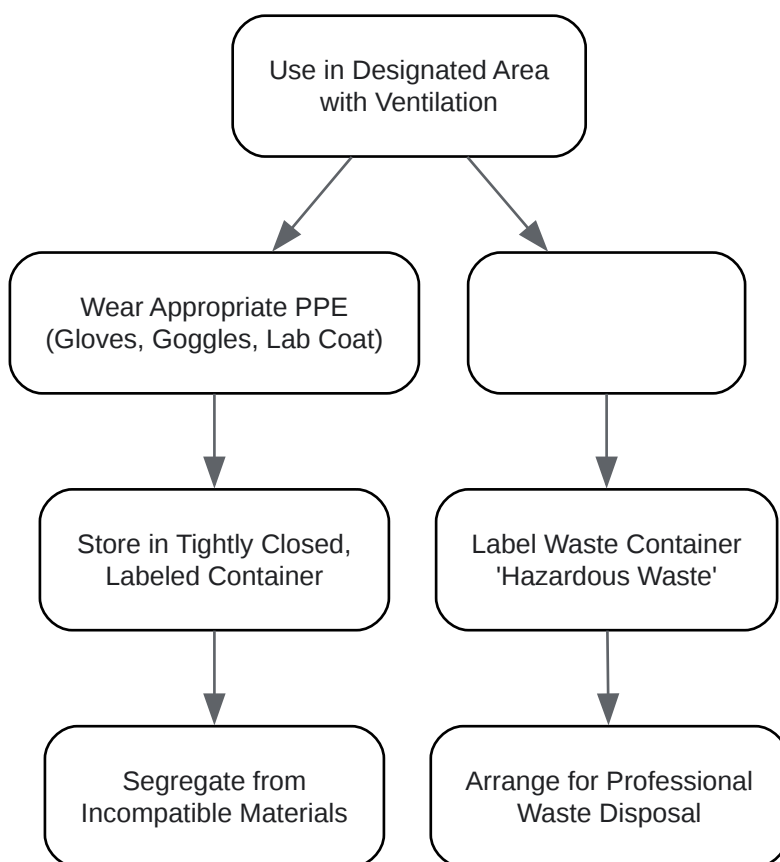 Use in Designated Area
with Ventilation
Wear Appropriate PPE
(Gloves, Goggles, Lab Coat)
Store in Tightly Closed,
Labeled Container
Label Waste Container
'Hazardous Waste'
Segregate from
Incompatible Materials
Arrange for Professional
Waste Disposal